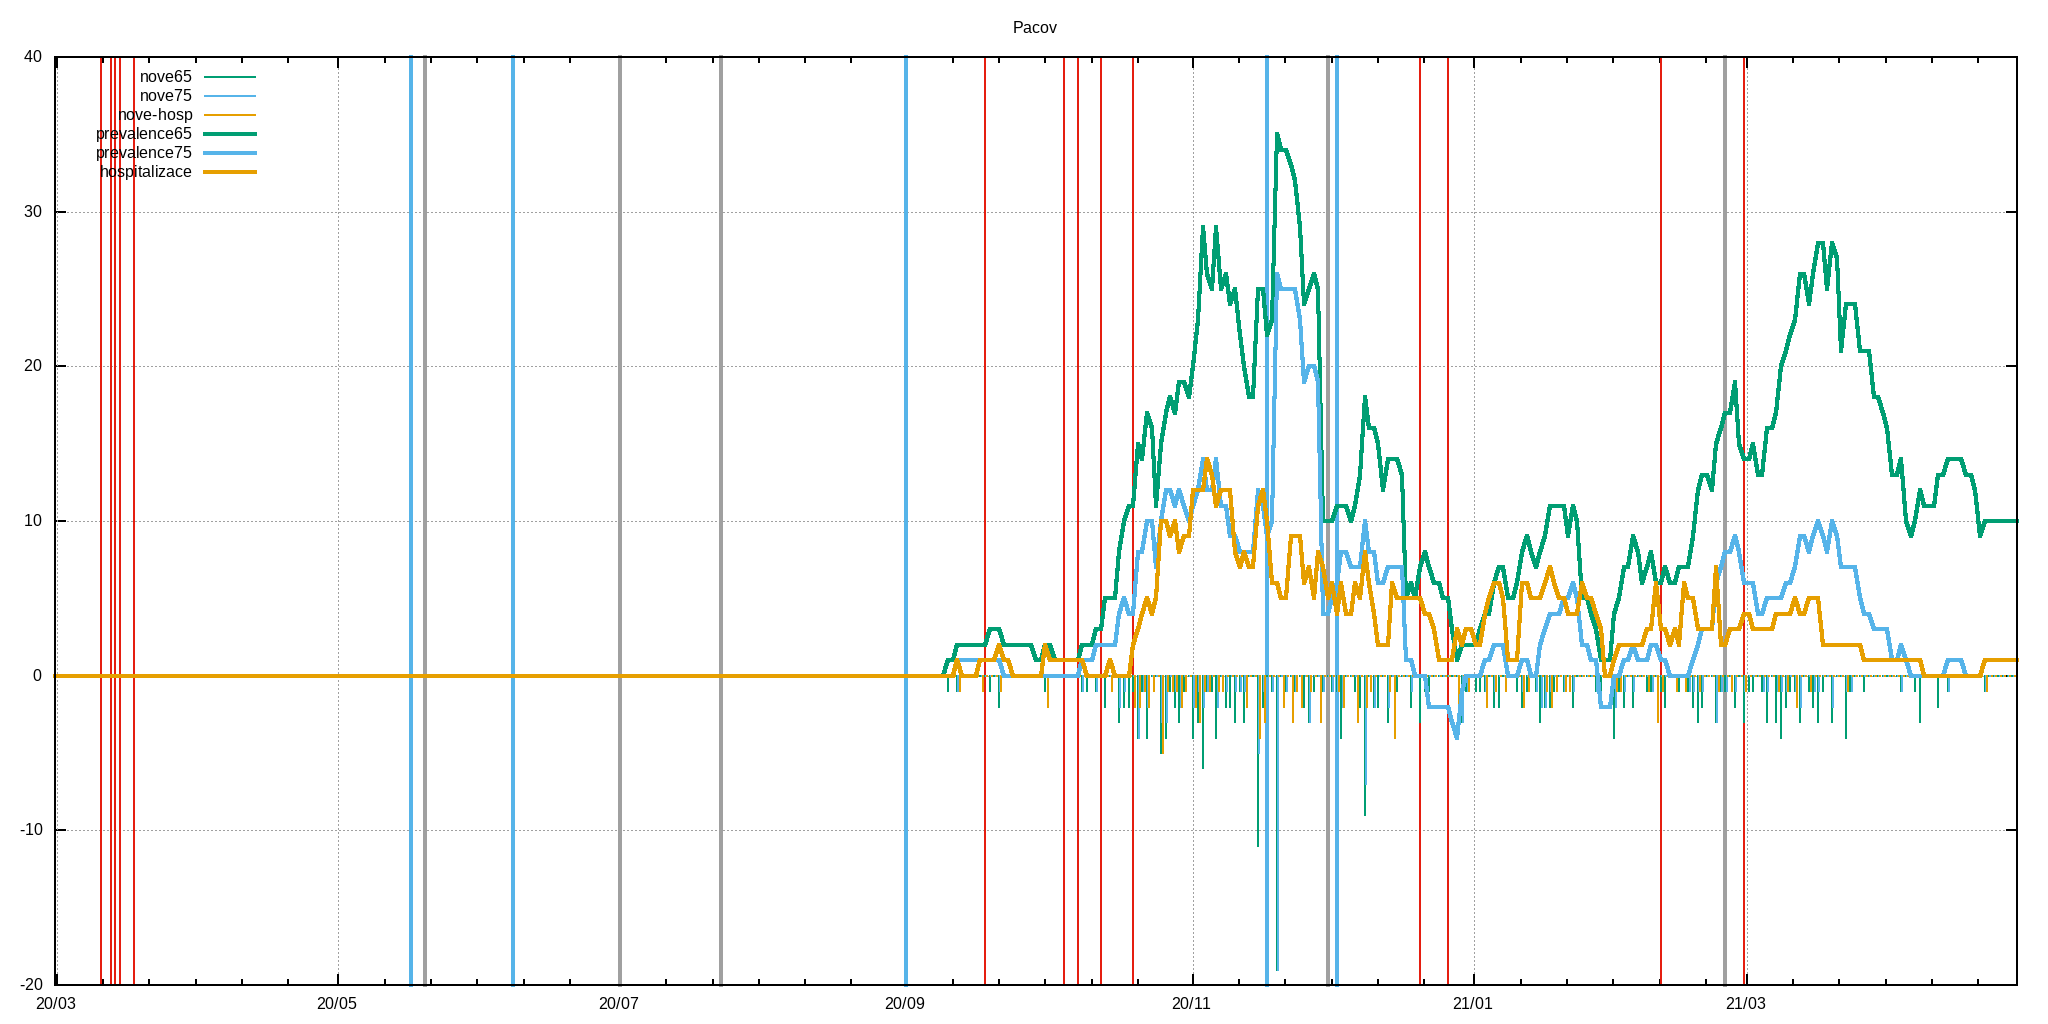 Pacov
40
nove65
nove75
nove-hosp
prevalence65
prevalence75
hospitalizace
30
20
10
0
-10
-20
20/03 20/05 20/07 20/09 20/11 21/01 21/03